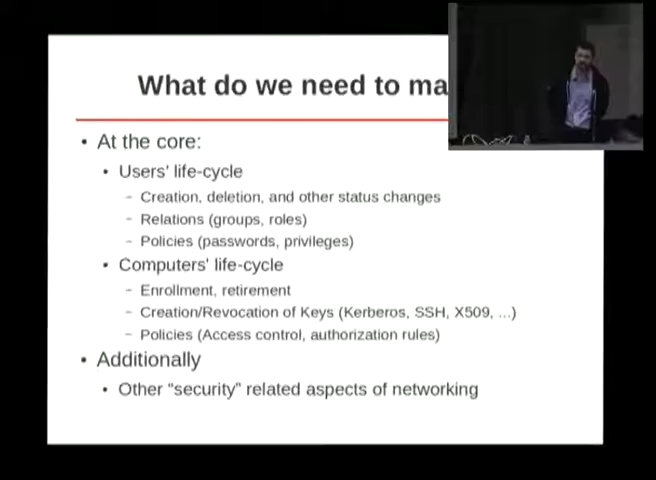 What do we need to ma
• At the core:
• Users' life-cycle
– Creation, deletion, and other status changes
– Relations (groups, roles)
– Policies (passwords, privileges)
• Computers' life-cycle
– Enrollment, retirement
– Creation/Revocation of Keys (Kerberos, SSH, X509, ...)
– Policies (Access control, authorization rules)
• Additionally
• Other "security" related aspects of networking